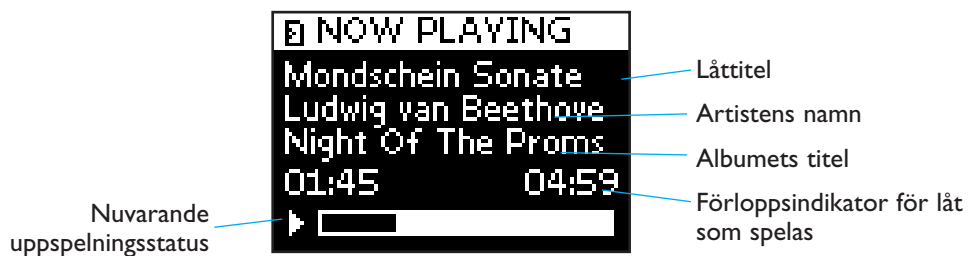 NOW PLAYING
Mondschein Sonate
Ludwig van Beethove
Night Of The Proms
01:45 04:59
Låttitel
Artistens namn
Albumets titel
Förloppsindikator för låt
som spelas
Nuvarande
uppspelningsstatus